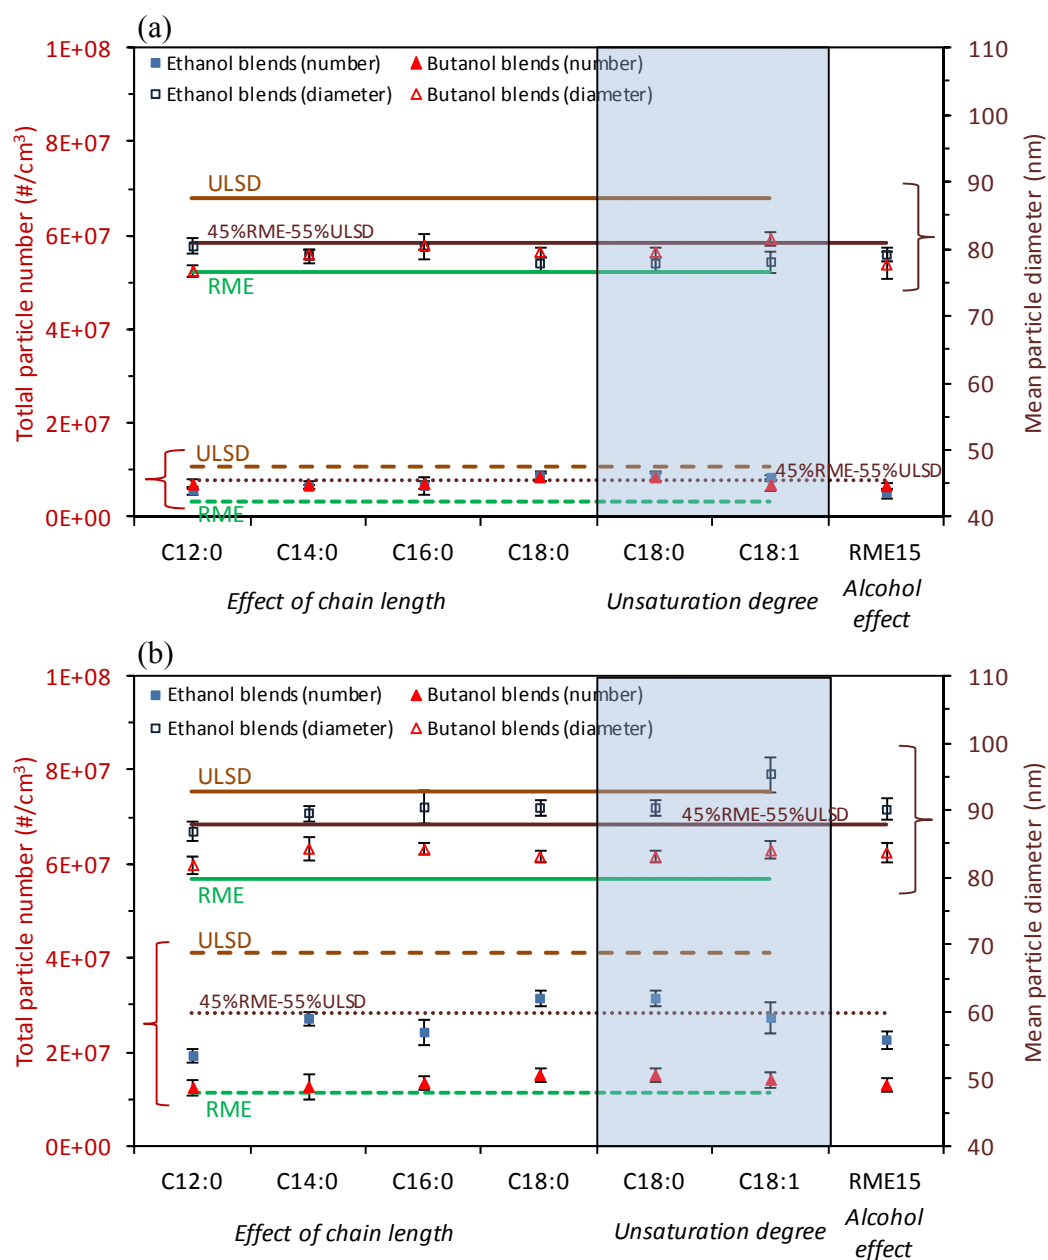 (a)
1E+08
8E+07
6E+07
4E+07
2E+07
0E+00
Totlal particle number (#/cm³)
Ethanol blends (number)
Butanol blends (number)
Ethanol blends (diameter)
Butanol blends (diameter)
ULSD
45%RME-55%ULSD
RME
ULSD
45%RME-55%ULSD
RME
110
100
90
80
70
60
50
40
Mean particle diameter (nm)
C12:0 C14:0 C16:0 C18:0 C18:0 C18:1 RME15
Effect of chain length Unsaturation degree Alcohol
effect
(b)
1E+08
8E+07
6E+07
4E+07
2E+07
0E+00
Total particle number (#/cm³)
Ethanol blends (number)
Butanol blends (number)
Ethanol blends (diameter)
Butanol blends (diameter)
ULSD
45%RME-55%ULSD
RME
ULSD
45%RME-55%ULSD
RME
110
100
90
80
70
60
50
40
Mean particle diameter (nm)
C12:0 C14:0 C16:0 C18:0 C18:0 C18:1 RME15
Effect of chain length Unsaturation degree Alcohol
effect